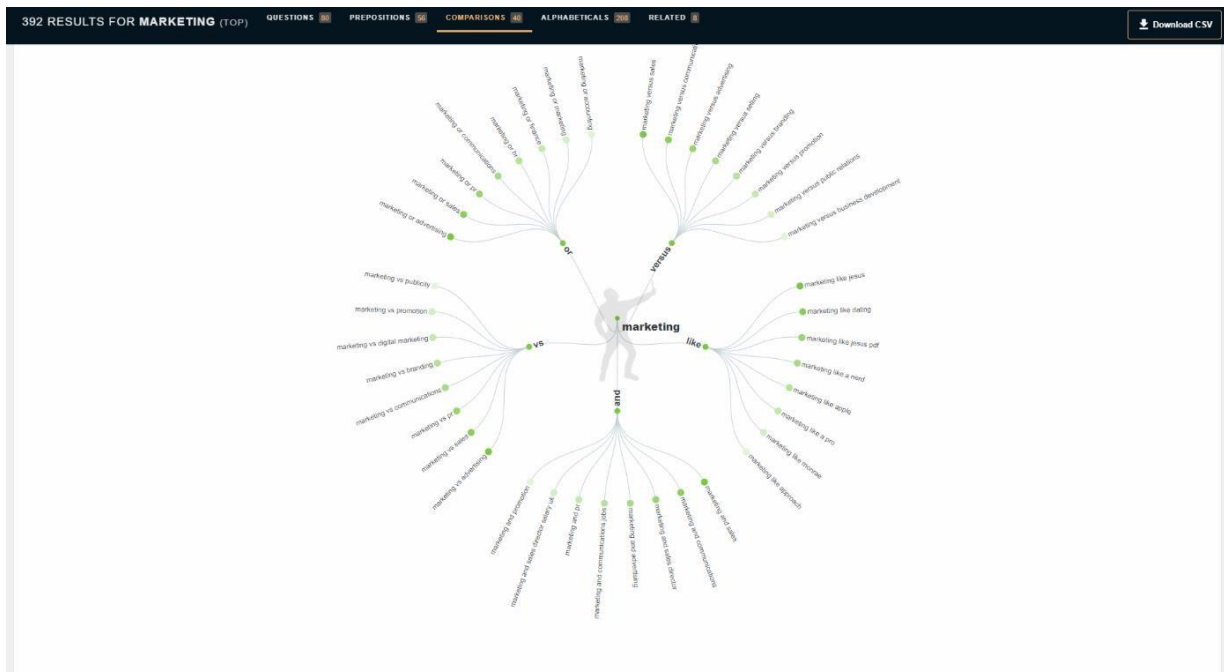 392 RESULTS FOR MARKETING (TOP)
QUESTIONS 80
PREPOSITIONS 56
COMPARISONS 40
ALPHABETICALS 208
RELATED 8
Download CSV
marketing
or
marketing or advertising
marketing or sales
marketing or pr
marketing or communications
marketing or hr
marketing or finance
marketing or marketing
marketing or accounting
versus
marketing versus sales
marketing versus communicat
marketing versus advertising
marketing versus selling
marketing versus branding
marketing versus promotion
marketing versus public relations
marketing versus business development
like
marketing like jesus
marketing like dating
marketing like jesus pdf
marketing like a nerd
marketing like apple
marketing like a pro
marketing like munroe
marketing like approach
and
marketing and sales
marketing and communications
marketing and sales director
marketing and advertising
marketing and communications jobs
marketing and pr
marketing and sales director salary uk
marketing and promotion
vs
marketing vs advertising
marketing vs sales
marketing vs pr
marketing vs communications
marketing vs branding
marketing vs digital marketing
marketing vs promotion
marketing vs publicity